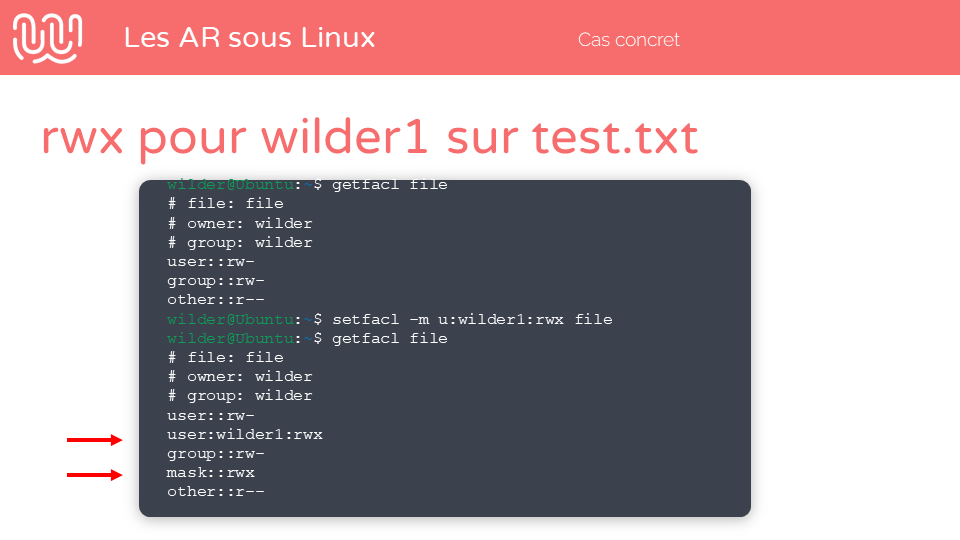 Les AR sous Linux
Cas concret
rwx pour wilder1 sur test.txt
wilder@Ubuntu:~$ getfacl file
# file: file
# owner: wilder
# group: wilder
user::rw-
group::rw-
other::r--
wilder@Ubuntu:~$ setfacl -m u:wilder1:rwx file
wilder@Ubuntu:~$ getfacl file
# file: file
# owner: wilder
# group: wilder
user::rw-
user:wilder1:rwx
group::rw-
mask::rwx
other::r--